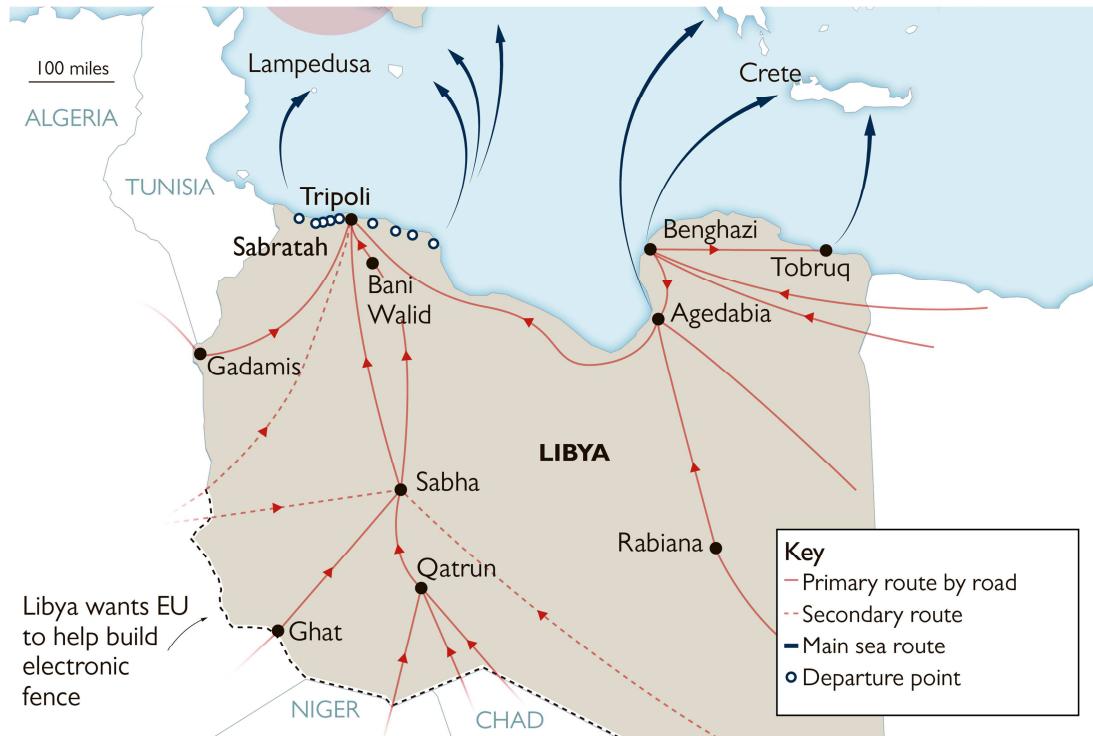 100 miles
Lampedusa
Crete
ALGERIA
TUNISIA
Tripoli
Sabratah
Bani
Walid
Benghazi
Tobruq
Agedabia
Gadamis
LIBYA
Sabha
Rabiana
Qatrun
Ghat
Libya wants EU
to help build
electronic
fence
NIGER
CHAD
Key
Primary route by road
Secondary route
Main sea route
Departure point